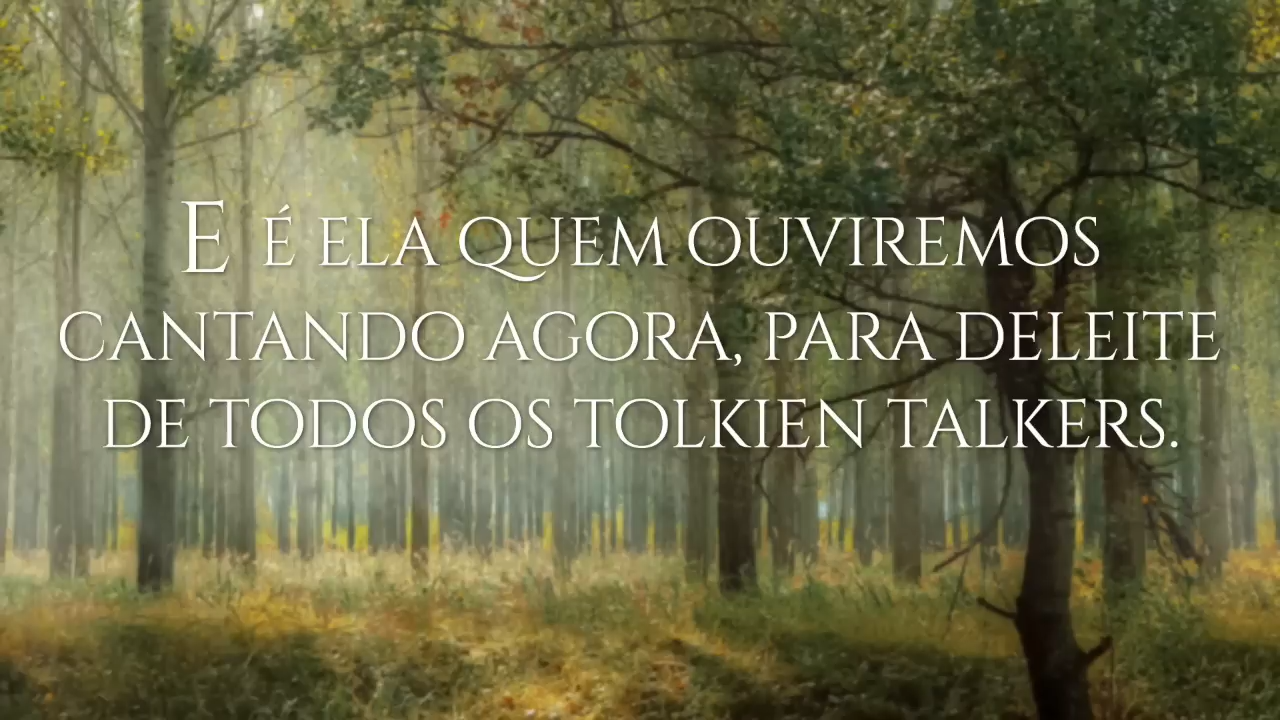 E É ELA QUEM OUVIREMOS
CANTANDO AGORA, PARA DELEITE
DE TODOS OS TOLKIEN TALKERS.